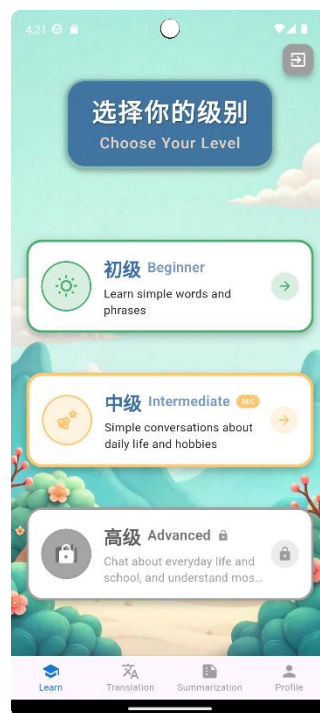 4:21
选择你的级别
Choose Your Level
初级 Beginner
Learn simple words and
phrases
中级 Intermediate REC
Simple conversations about
daily life and hobbies
高级 Advanced
Chat about everyday life and
school, and understand mos...
Learn Translation Summarization Profile